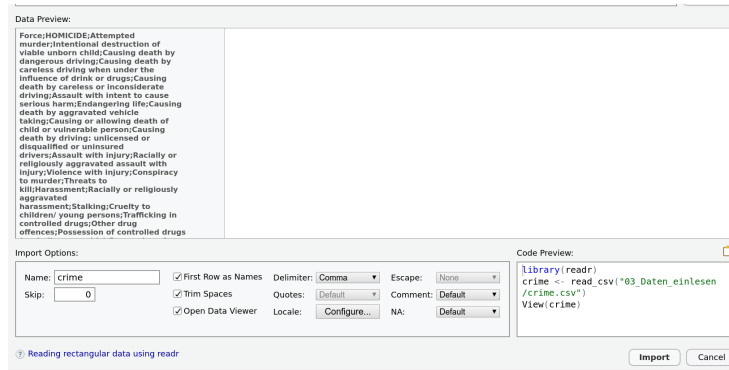 Data Preview:
Force;HOMICIDE;Attempted
murder;Intentional destruction of
viable unborn child;Causing death by
dangerous driving;Causing death by
careless driving when under the
influence of drink or drugs;Causing
death by careless or inconsiderate
driving;Assault with intent to cause
serious harm;Endangering life;Causing
death by aggravated vehicle
taking;Causing or allowing death of
child or vulnerable person;Causing
death by driving: unlicensed or
disqualified or uninsured
drivers;Assault with injury;Racially or
religiously aggravated assault with
injury;Violence with injury;Conspiracy
to murder;Threats to
kill;Harassment;Racially or religiously
aggravated
harassment;Stalking;Cruelty to
children/ young persons;Trafficking in
controlled drugs;Other drug
offences;Possession of controlled drugs
Import Options:
Name: crime
Skip: 0
First Row as Names
Trim Spaces
Open Data Viewer
Delimiter: Comma
Quotes: Default
Locale: Configure...
Escape: None
Comment: Default
NA: Default
Code Preview:
library(readr)
crime <- read_csv("03_Daten_einlesen
/crime.csv")
View(crime)
Reading rectangular data using readr
Import
Cancel